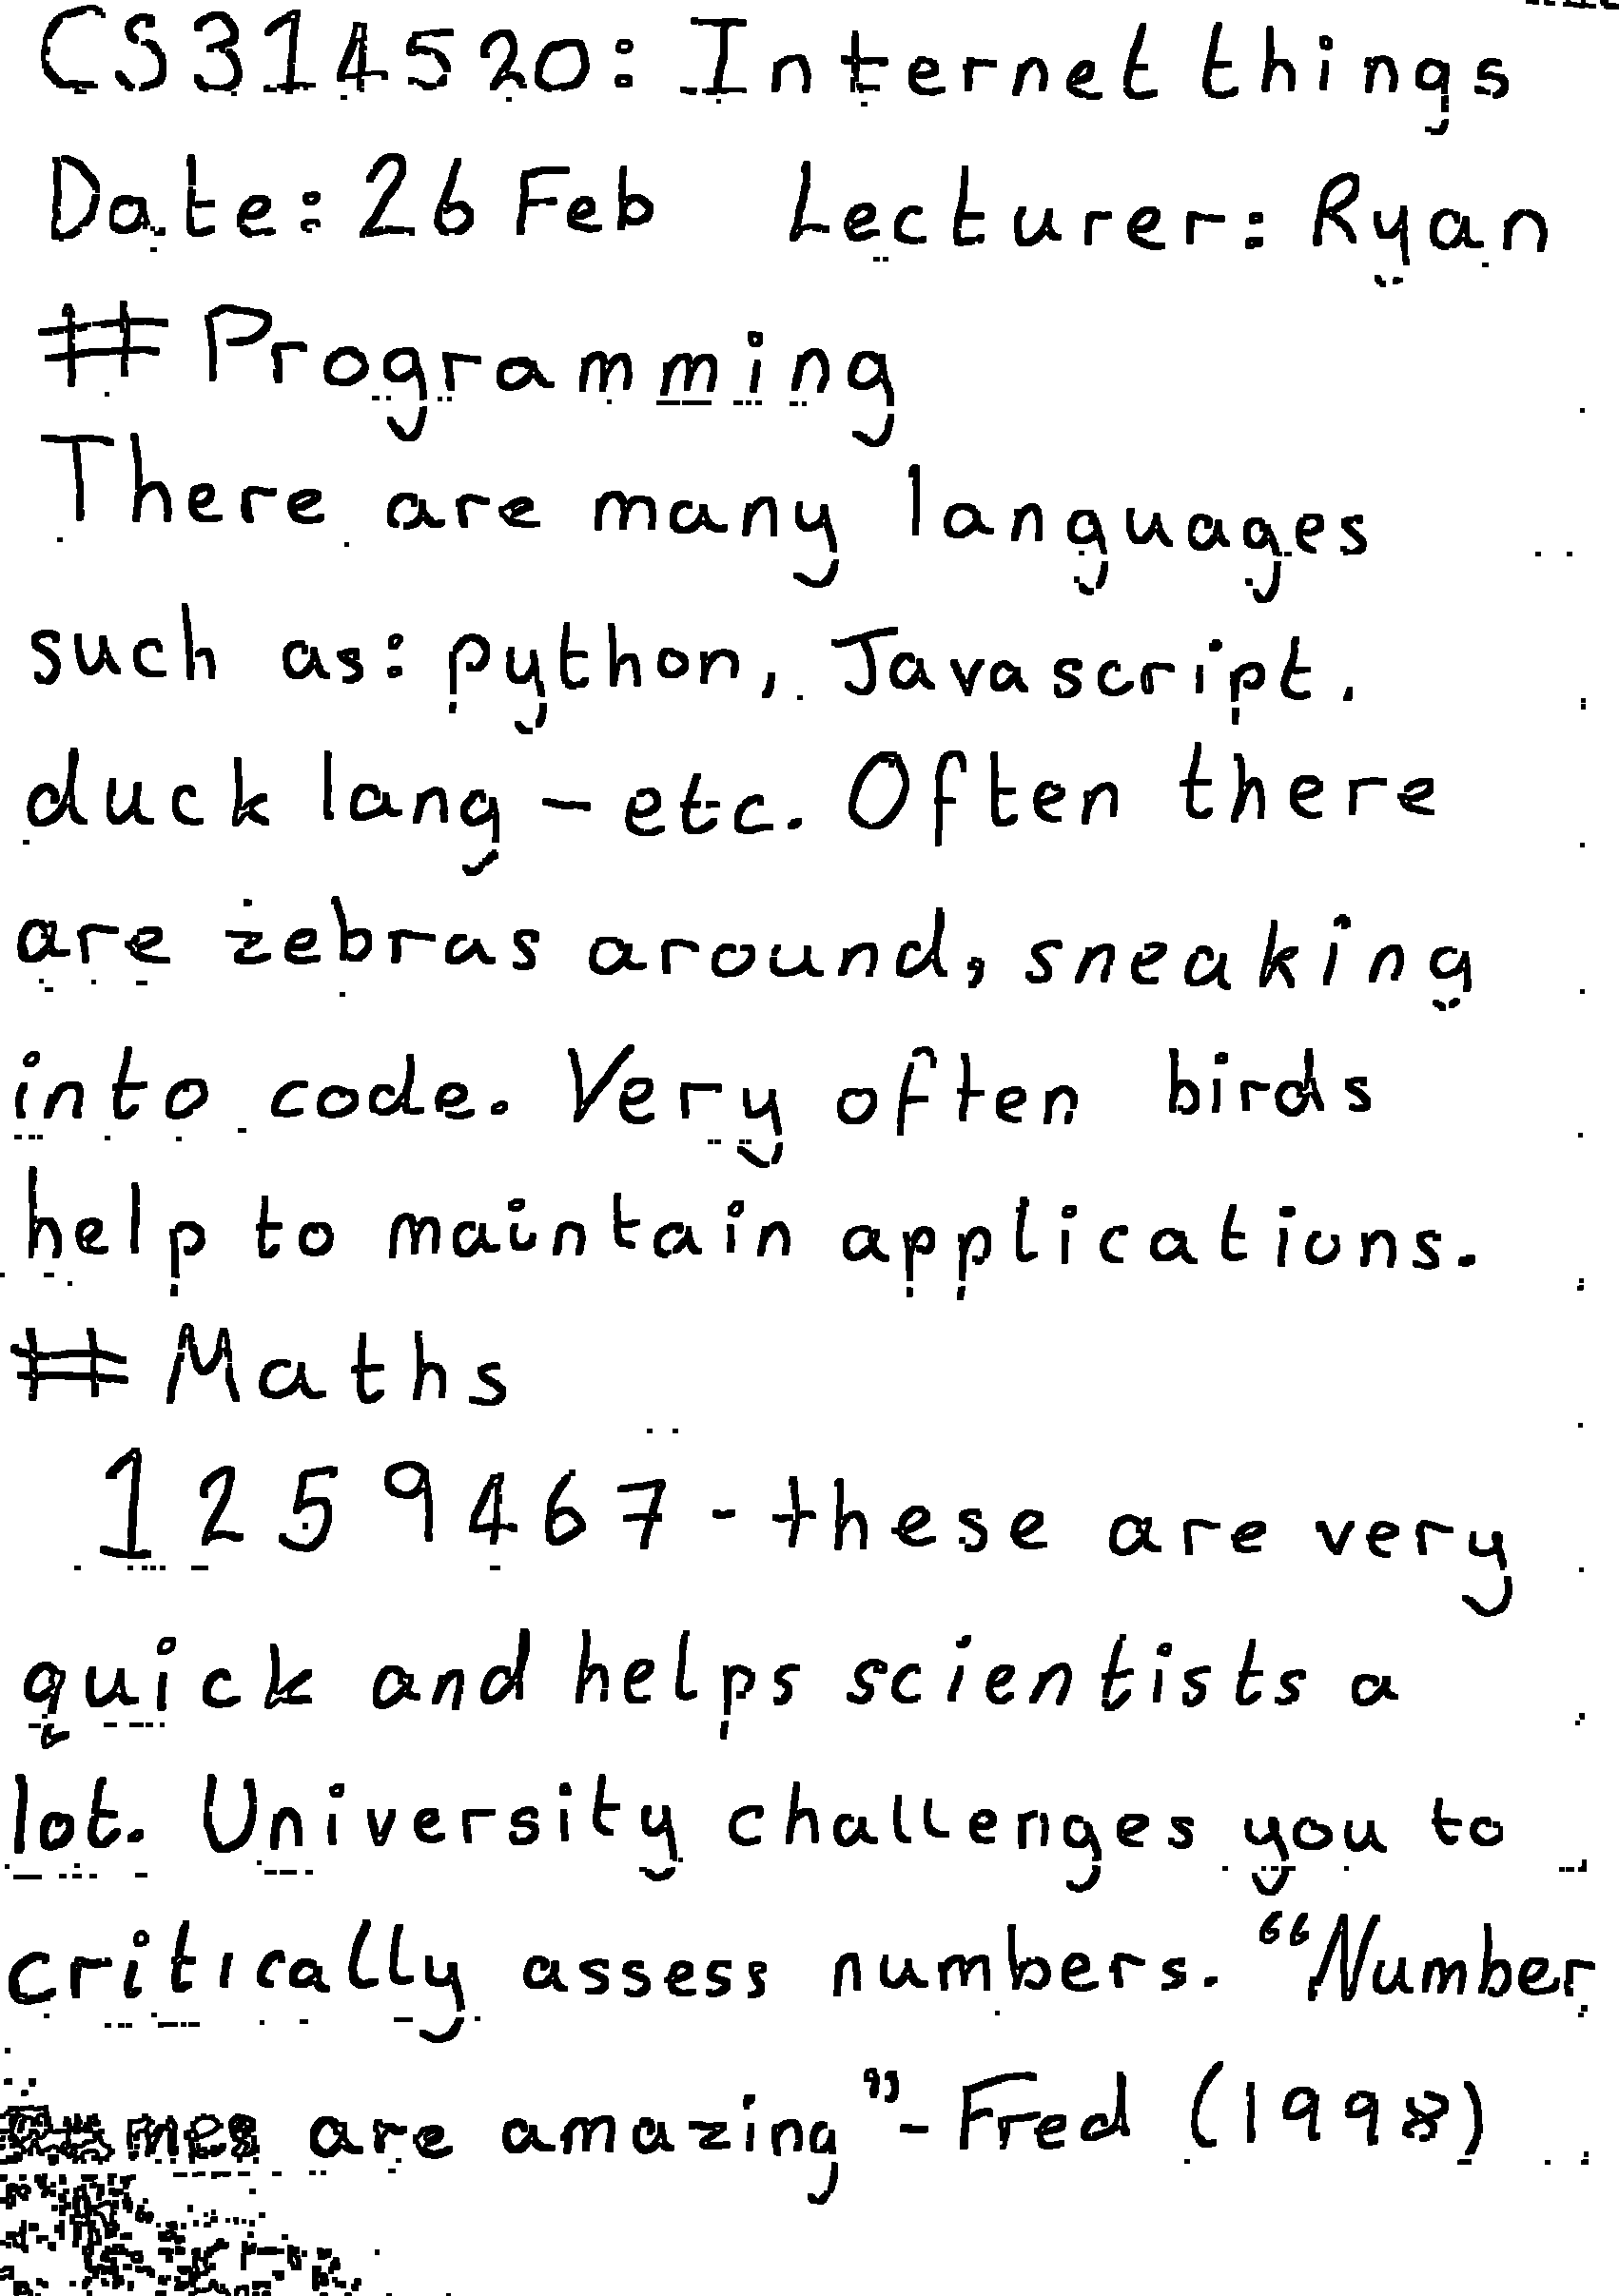 CS314520: Internet things
Date: 26 Feb Lecturer: Ryan
# Programming
There are many languages
such as: python, Javascript.
duck lang - etc. Often there
are zebras around, sneaking
into code. Very often birds
help to maintain applications.
# Maths
1259467 - these are very
quick and helps scientists a
lot. University challenges you to
critically assess numbers. “Number
are amazing” - Fred (1998)